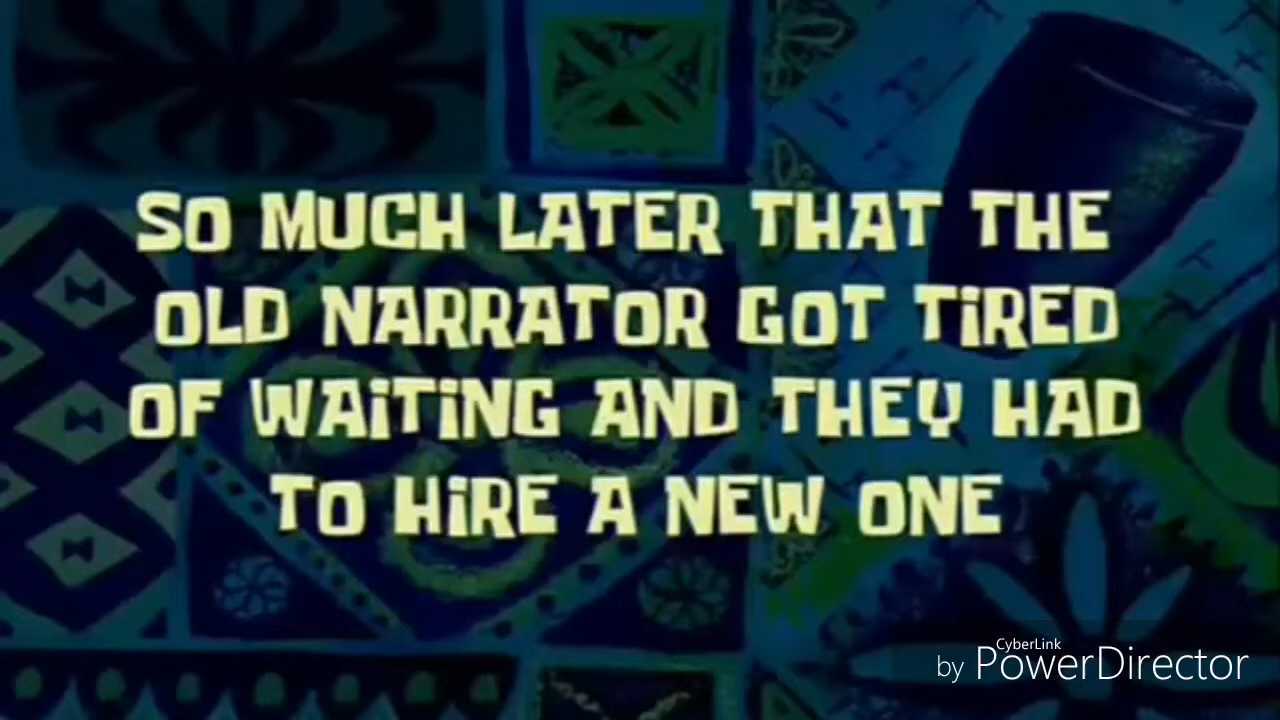 SO MUCH LATER THAT THE
OLD NARRATOR GOT TiRED
OF WAiTiNG AND THEY HAD
TO HiRE A NEW ONE
CyberLink
by PowerDirector